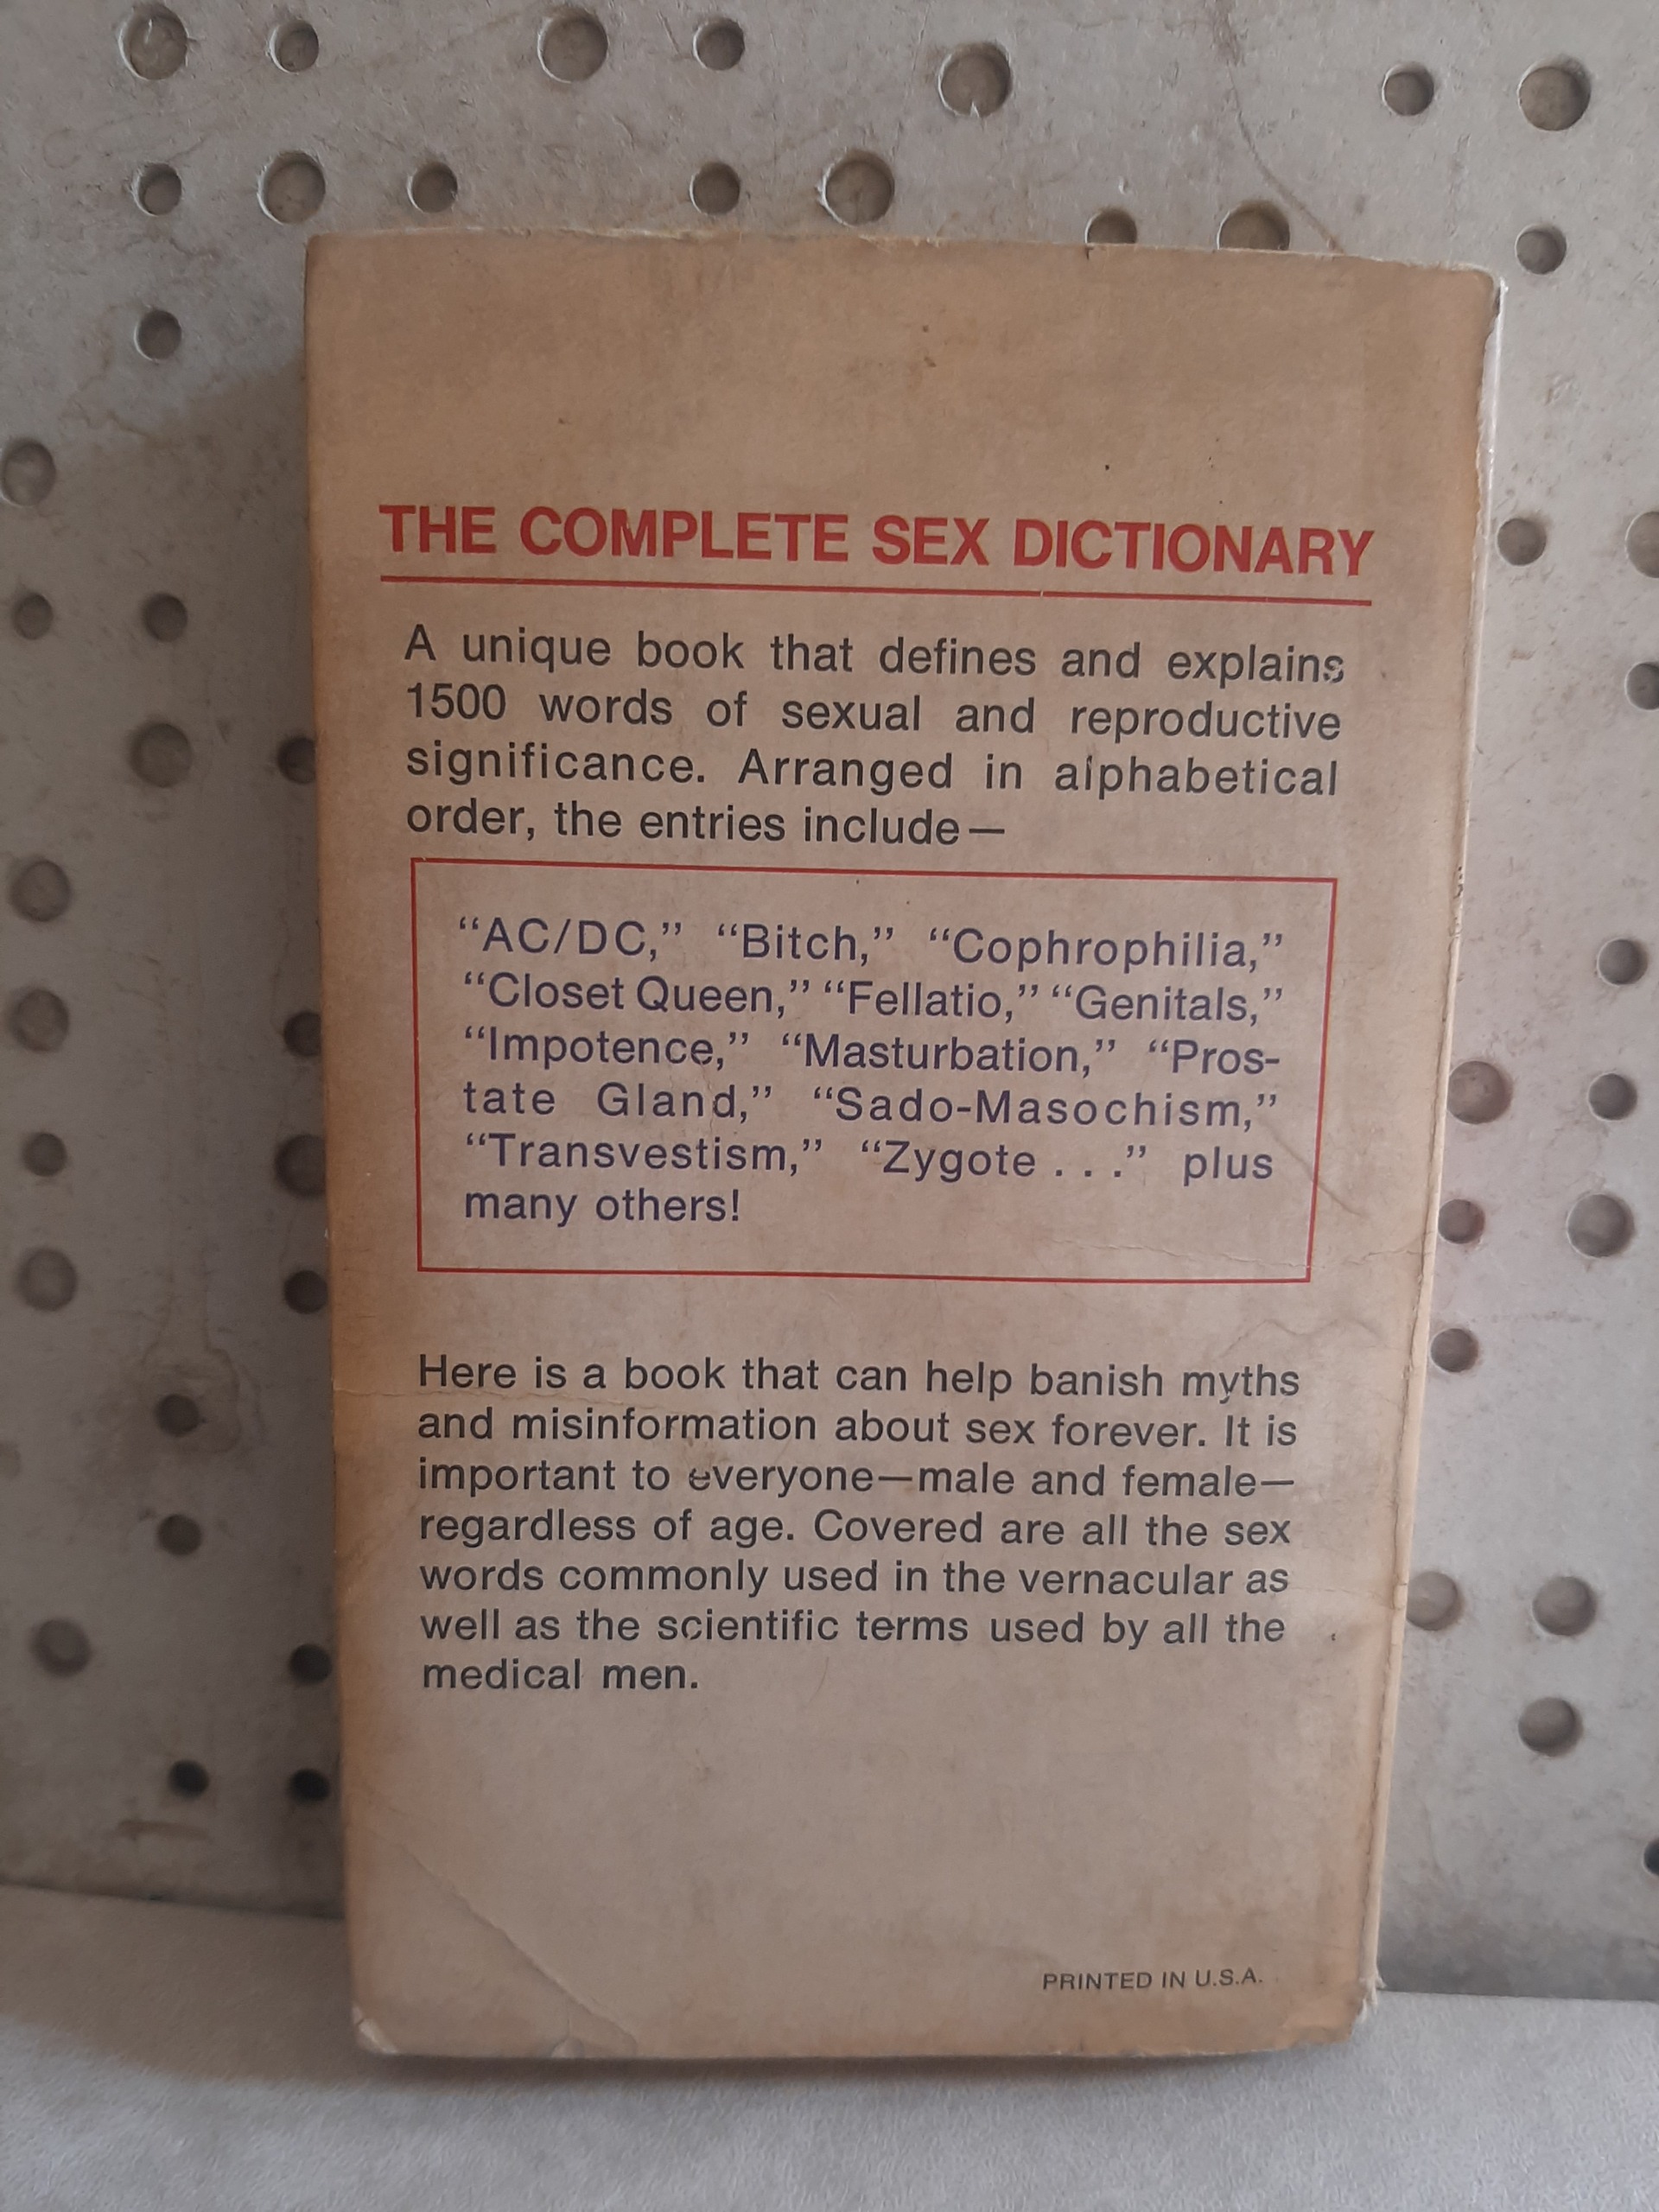 THE COMPLETE SEX DICTIONARY
A unique book that defines and explains
1500 words of sexual and reproductive
significance. Arranged in alphabetical
order, the entries include—
“AC/DC,” “Bitch,” “Cophrophilia,”
“Closet Queen,” “Fellatio,” “Genitals,”
“Impotence,” “Masturbation,” “Pros-
tate Gland,” “Sado-Masochism,”
“Transvestism,” “Zygote . . .” plus
many others!
Here is a book that can help banish myths
and misinformation about sex forever. It is
important to everyone—male and female—
regardless of age. Covered are all the sex
words commonly used in the vernacular as
well as the scientific terms used by all the
medical men.
PRINTED IN U.S.A.